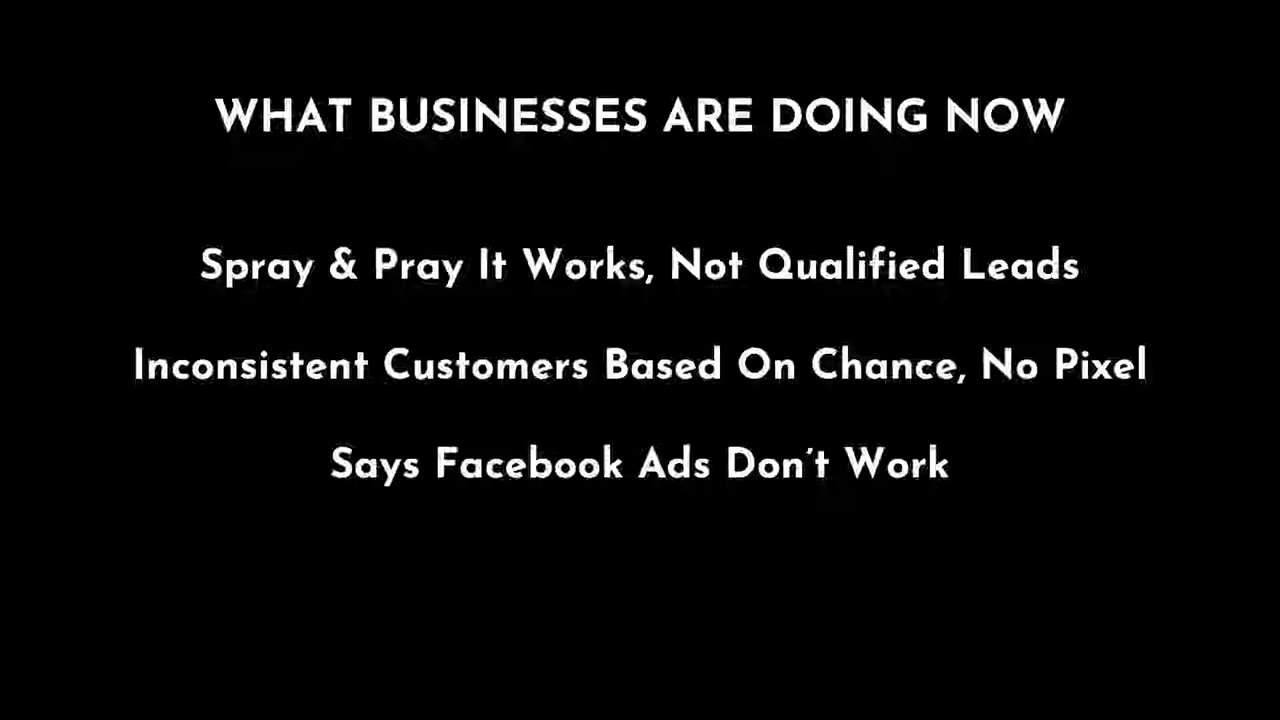 WHAT BUSINESSES ARE DOING NOW
Spray & Pray It Works, Not Qualified Leads
Inconsistent Customers Based On Chance, No Pixel
Says Facebook Ads Don’t Work